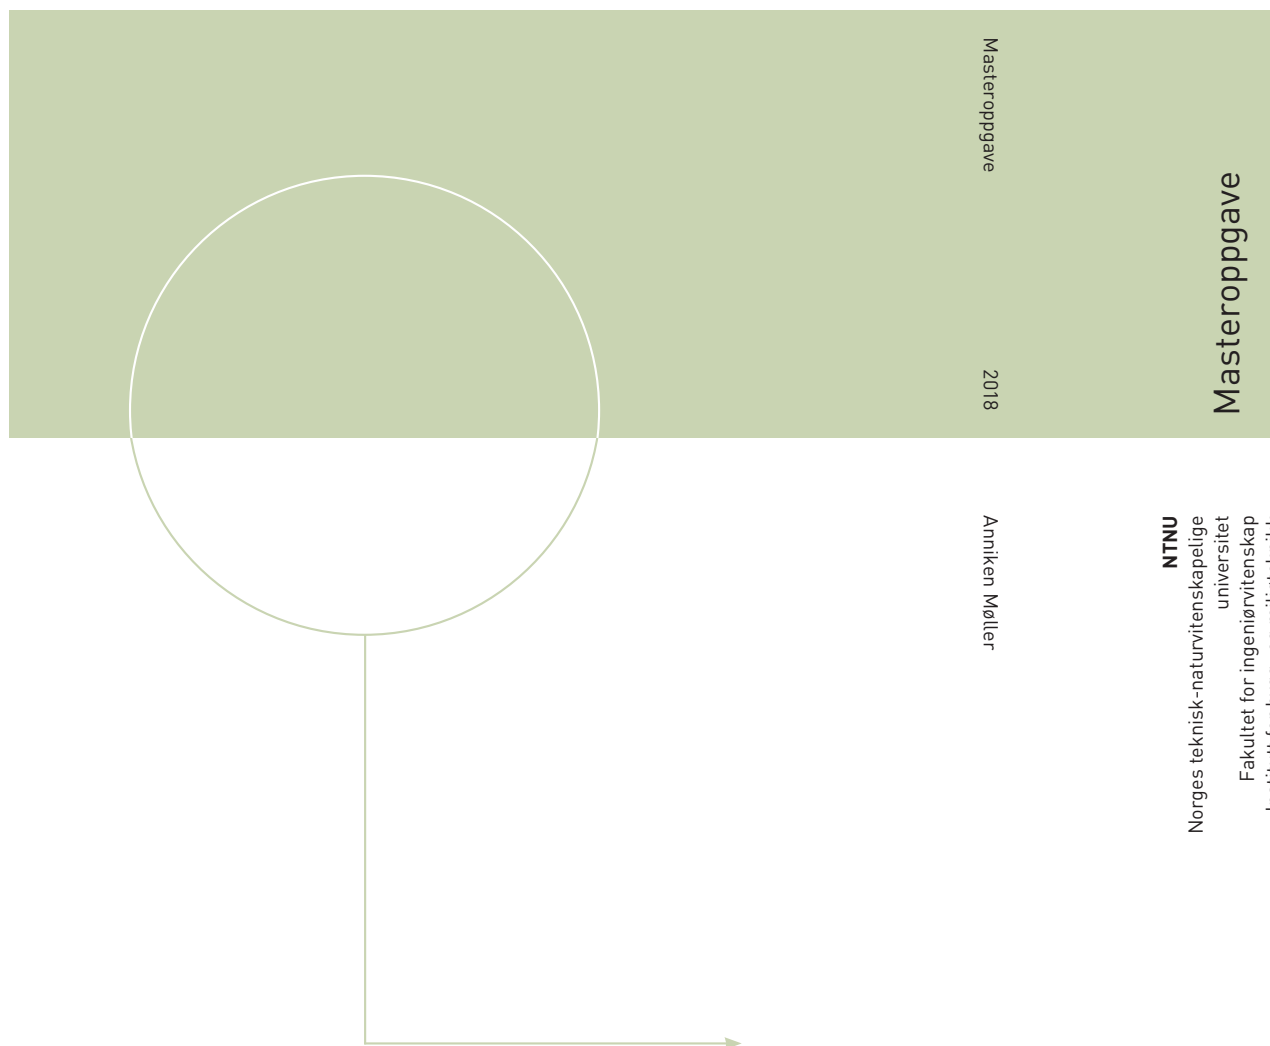 Masteroppgave
2018
Anniken Møller
Masteroppgave
NTNU
Norges teknisk-naturvitenskapelige
universitet
Fakultet for ingeniørvitenskap